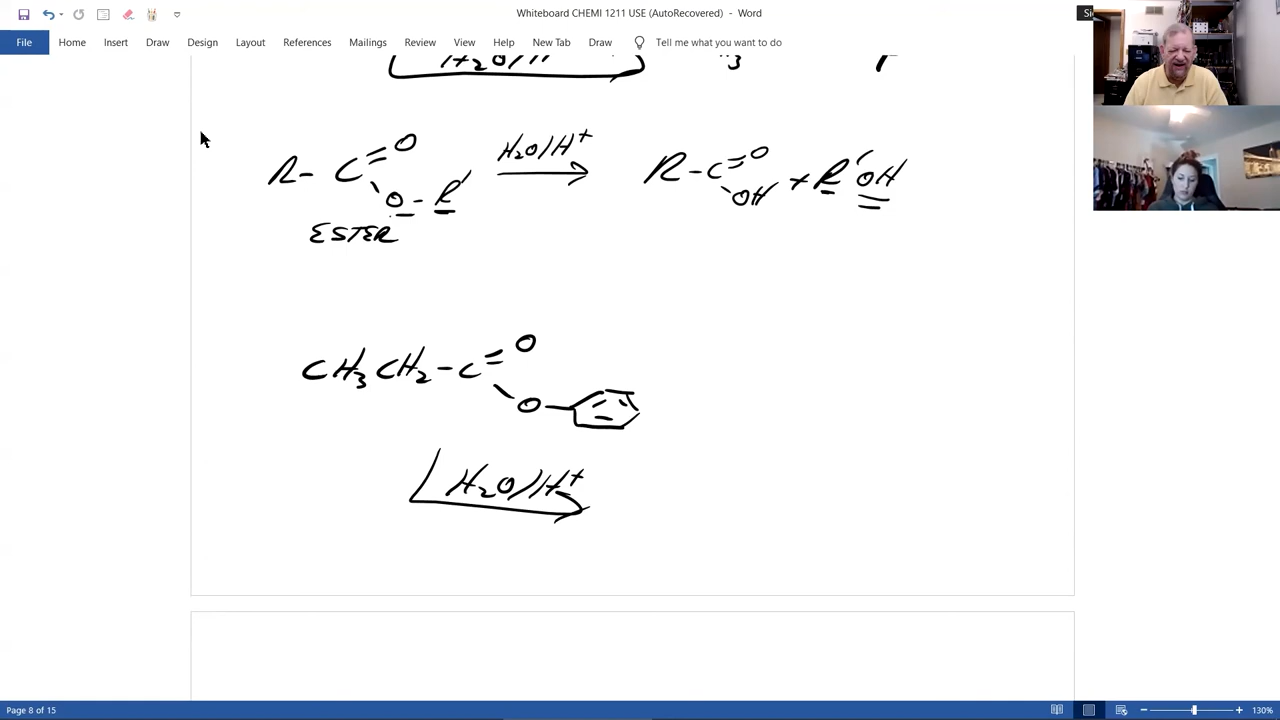 Whiteboard CHEMI 1211 USE (AutoRecovered) - Word
File Home Insert Draw Design Layout References Mailings Review View Help New Tab Draw Tell me what you want to do
H₂O/H
R-C=O H₂O/H⁺ R-C=O
O-R' OH + R'OH
ESTER
CH₃CH₂-C=O
O-
H₂O/H⁺
Page 8 of 15 130%